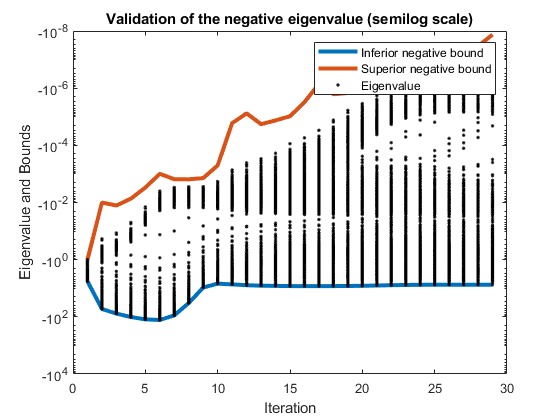 Validation of the negative eigenvalue (semilog scale)
-10^-8
-10^-6
-10^-4
-10^-2
-10^0
-10^2
-10^4
Eigenvalue and Bounds
Inferior negative bound
Superior negative bound
Eigenvalue
0 5 10 15 20 25 30
Iteration